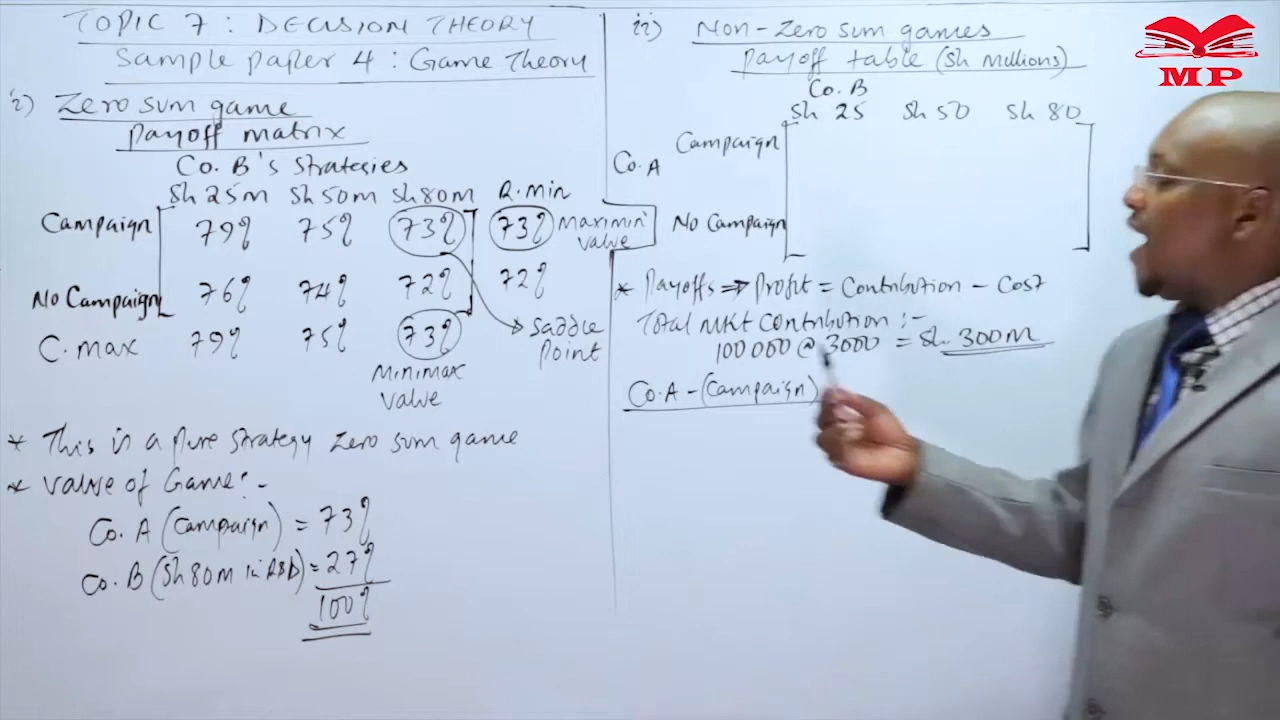 TOPIC 7 : DECISION THEORY
Sample paper 4 : Game Theory
i) Zero sum game
payoff matrix
Co. B's strategies
Sh 25m Sh 50m Sh 80m R.min
Campaign 79% 75% 73% 73% Maximin value
No Campaign 76% 74% 72% 72%
C.max 79% 75% 73%
Saddle point
Minimax value
* This is a pure strategy zero sum game
* Value of Game:-
Co. A (Campaign) = 73%
Co. B (Sh 80m in R&D) = 27%
100%
ii) Non-zero sum games
payoff table (Sh Millions)
Co. B
Sh 25 Sh 50 Sh 80
Co. A
Campaign
No Campaign
* Payoffs => Profit = Contribution - Cost
Total Mkt Contribution :-
100 000 @ 3000 = Sh. 300M
Co. A - (Campaign)
MP